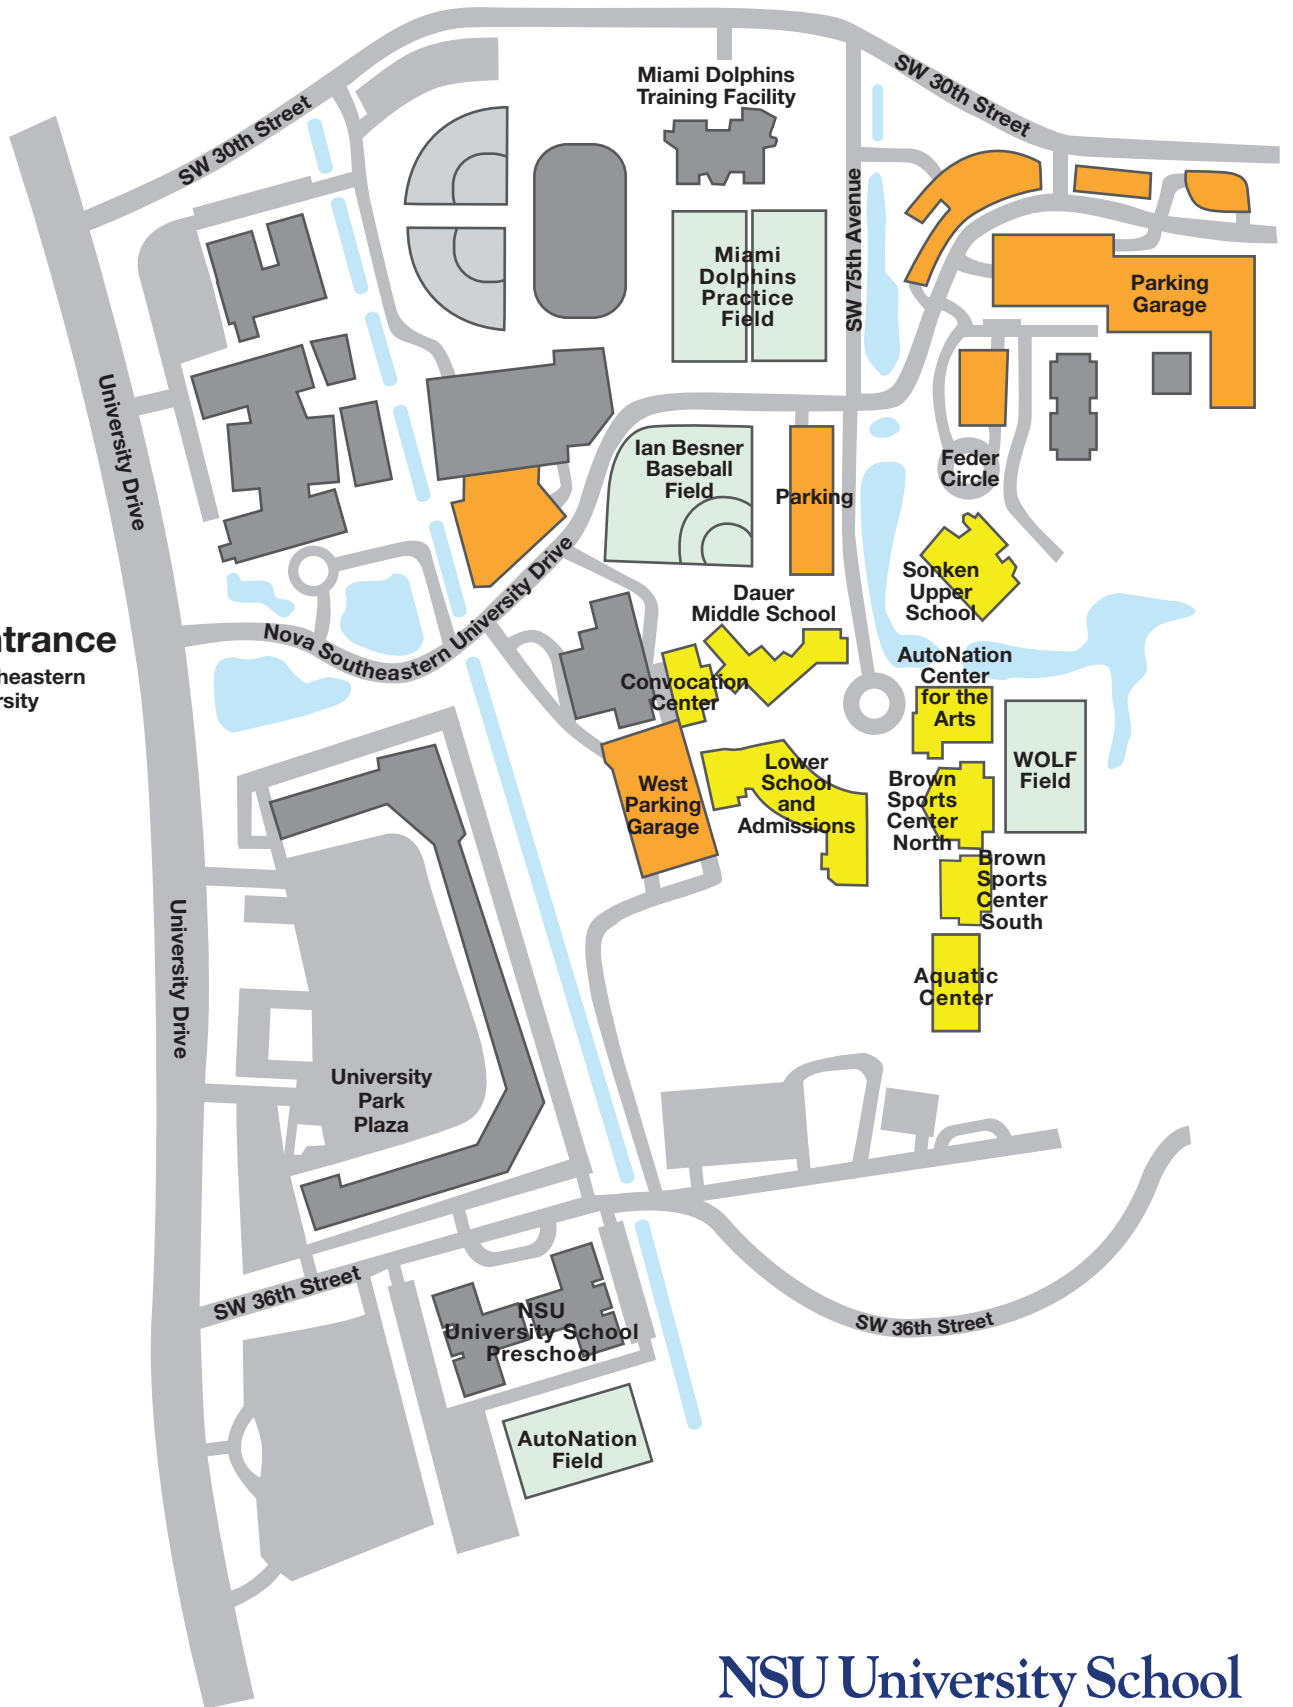 Miami Dolphins
Training Facility
SW 30th Street
SW 30th Street
SW 75th Avenue
Miami
Dolphins
Practice
Field
Parking
Garage
University Drive
Ian Besner
Baseball
Field
Parking
Feder
Circle
Nova Southeastern University Drive
Sonken
Upper
School
Dauer
Middle School
Convocation
Center
AutoNation
Center
for the
Arts
WOLF
Field
West
Parking
Garage
Lower
School
and
Admissions
Brown
Sports
Center
North
Brown
Sports
Center
South
Aquatic
Center
University Drive
University
Park
Plaza
SW 36th Street
SW 36th Street
NSU
University School
Preschool
AutoNation
Field
NSU University School